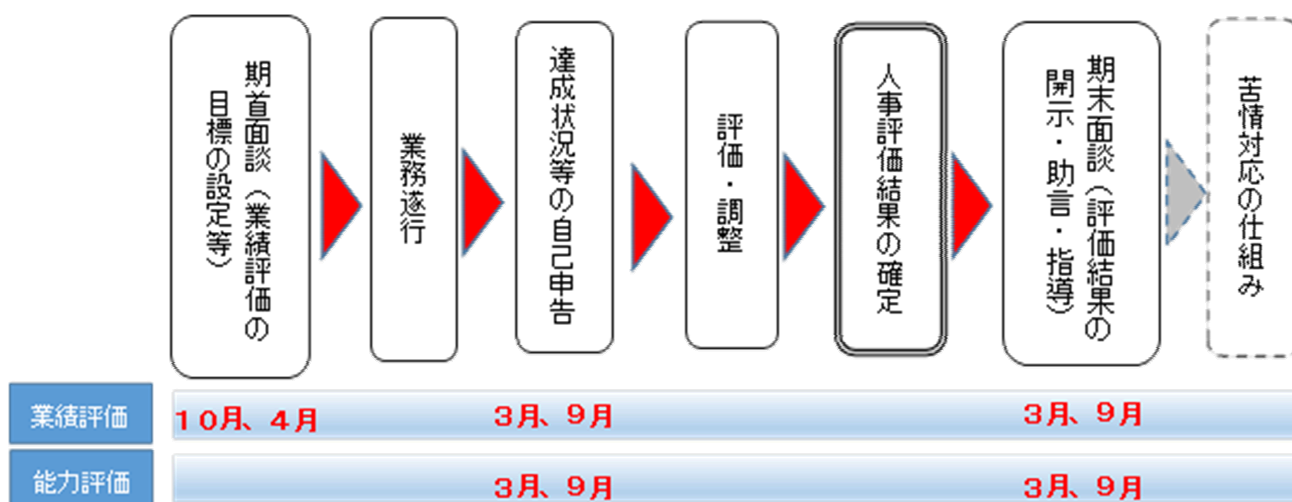 期首面談（業績評価の
目標の設定等）
業務遂行
達成状況等の自己申告
評価・調整
人事評価結果の確定
期末面談（評価結果の
開示・助言・指導）
苦情対応の仕組み
業績評価
10月、4月
3月、9月
3月、9月
能力評価
3月、9月
3月、9月